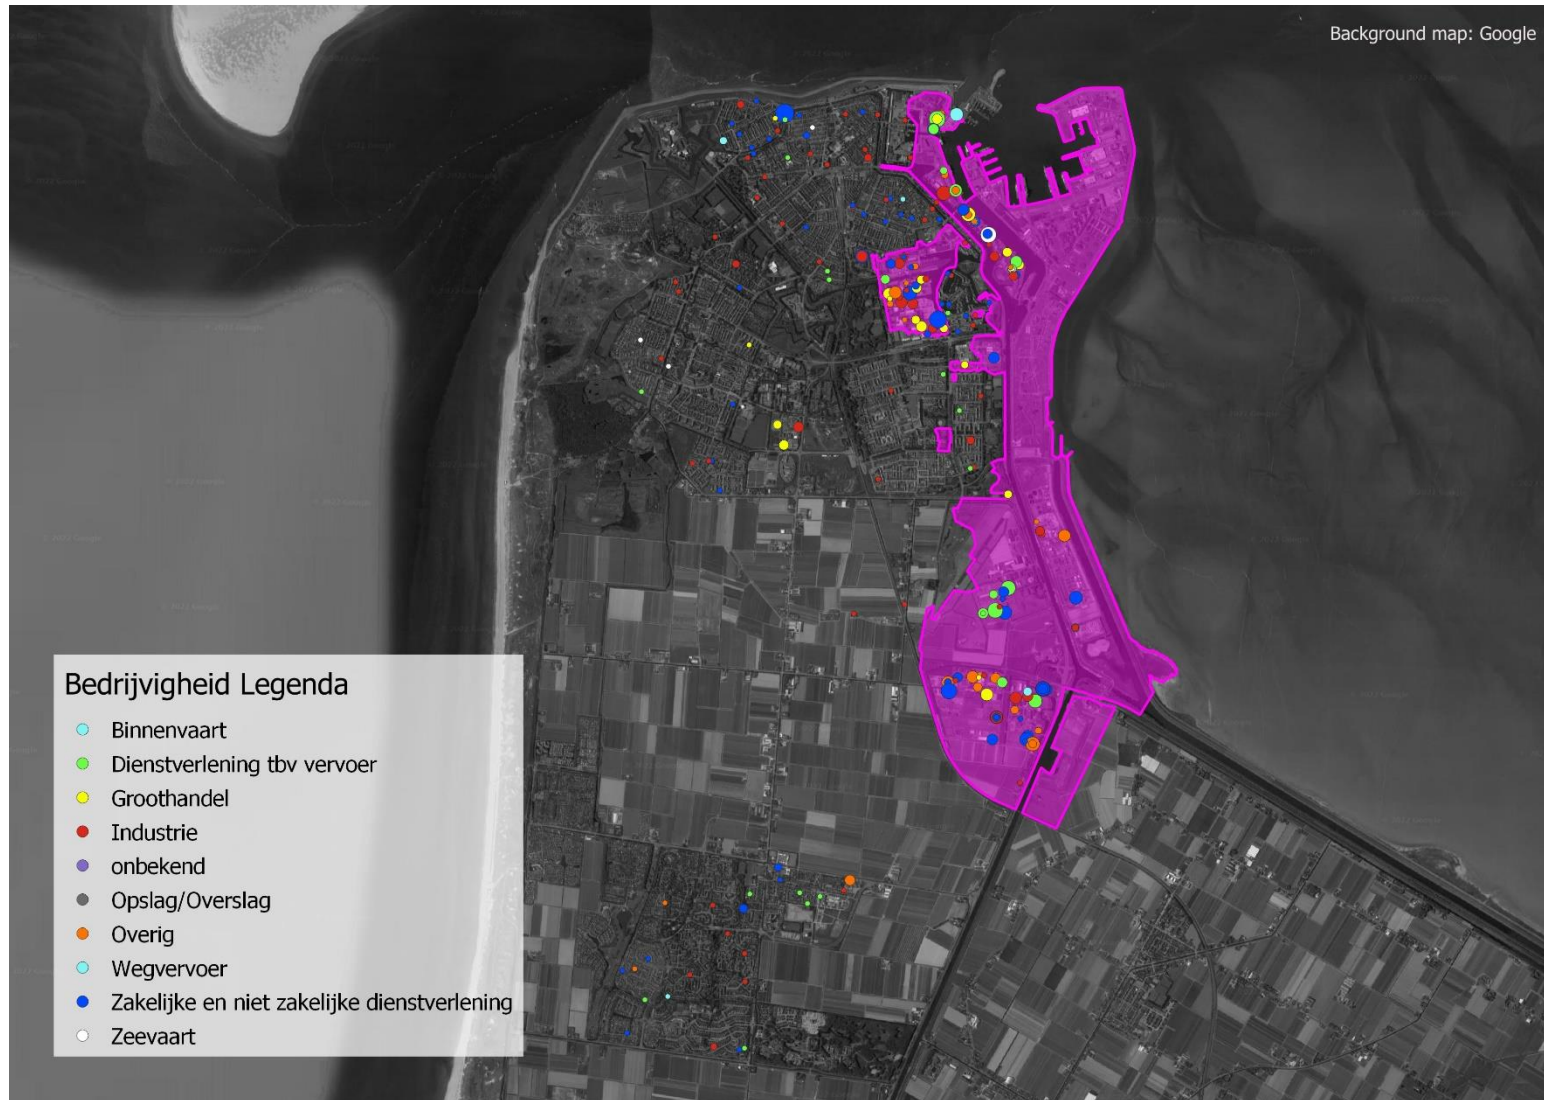 Background map: Google
Bedrijvigheid Legenda
Binnenvaart
Dienstverlening tbv vervoer
Groothandel
Industrie
onbekend
Opslag/Overslag
Overig
Wegvervoer
Zakelijke en niet zakelijke dienstverlening
Zeevaart